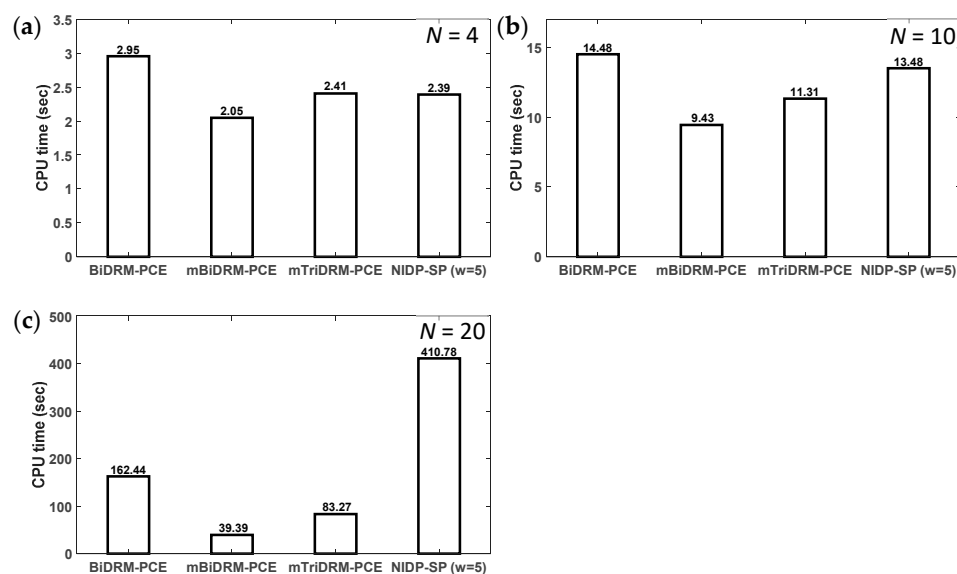 (a)
N = 4
CPU time (sec)
3.5
3
2.5
2
1.5
1
0.5
0
2.95
2.05
2.41
2.39
BiDRM-PCE mBiDRM-PCE mTriDRM-PCE NIDP-SP (w=5)
(b)
N = 10
CPU time (sec)
15
10
5
0
14.48
9.43
11.31
13.48
BiDRM-PCE mBiDRM-PCE mTriDRM-PCE NIDP-SP (w=5)
(c)
N = 20
CPU time (sec)
500
400
300
200
100
0
162.44
39.39
83.27
410.78
BiDRM-PCE mBiDRM-PCE mTriDRM-PCE NIDP-SP (w=5)